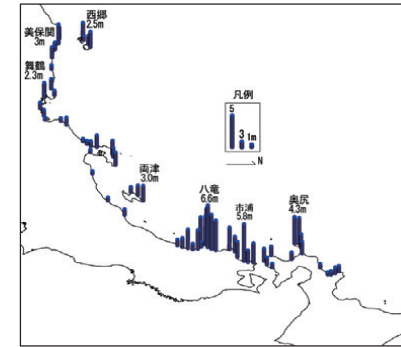 西郷
2.5m
美保関
3m
舞鶴
2.3m
凡例
5
3 1m
N
両津
3.0m
八竜
6.6m
市浦
5.8m
奥尻
4.3m